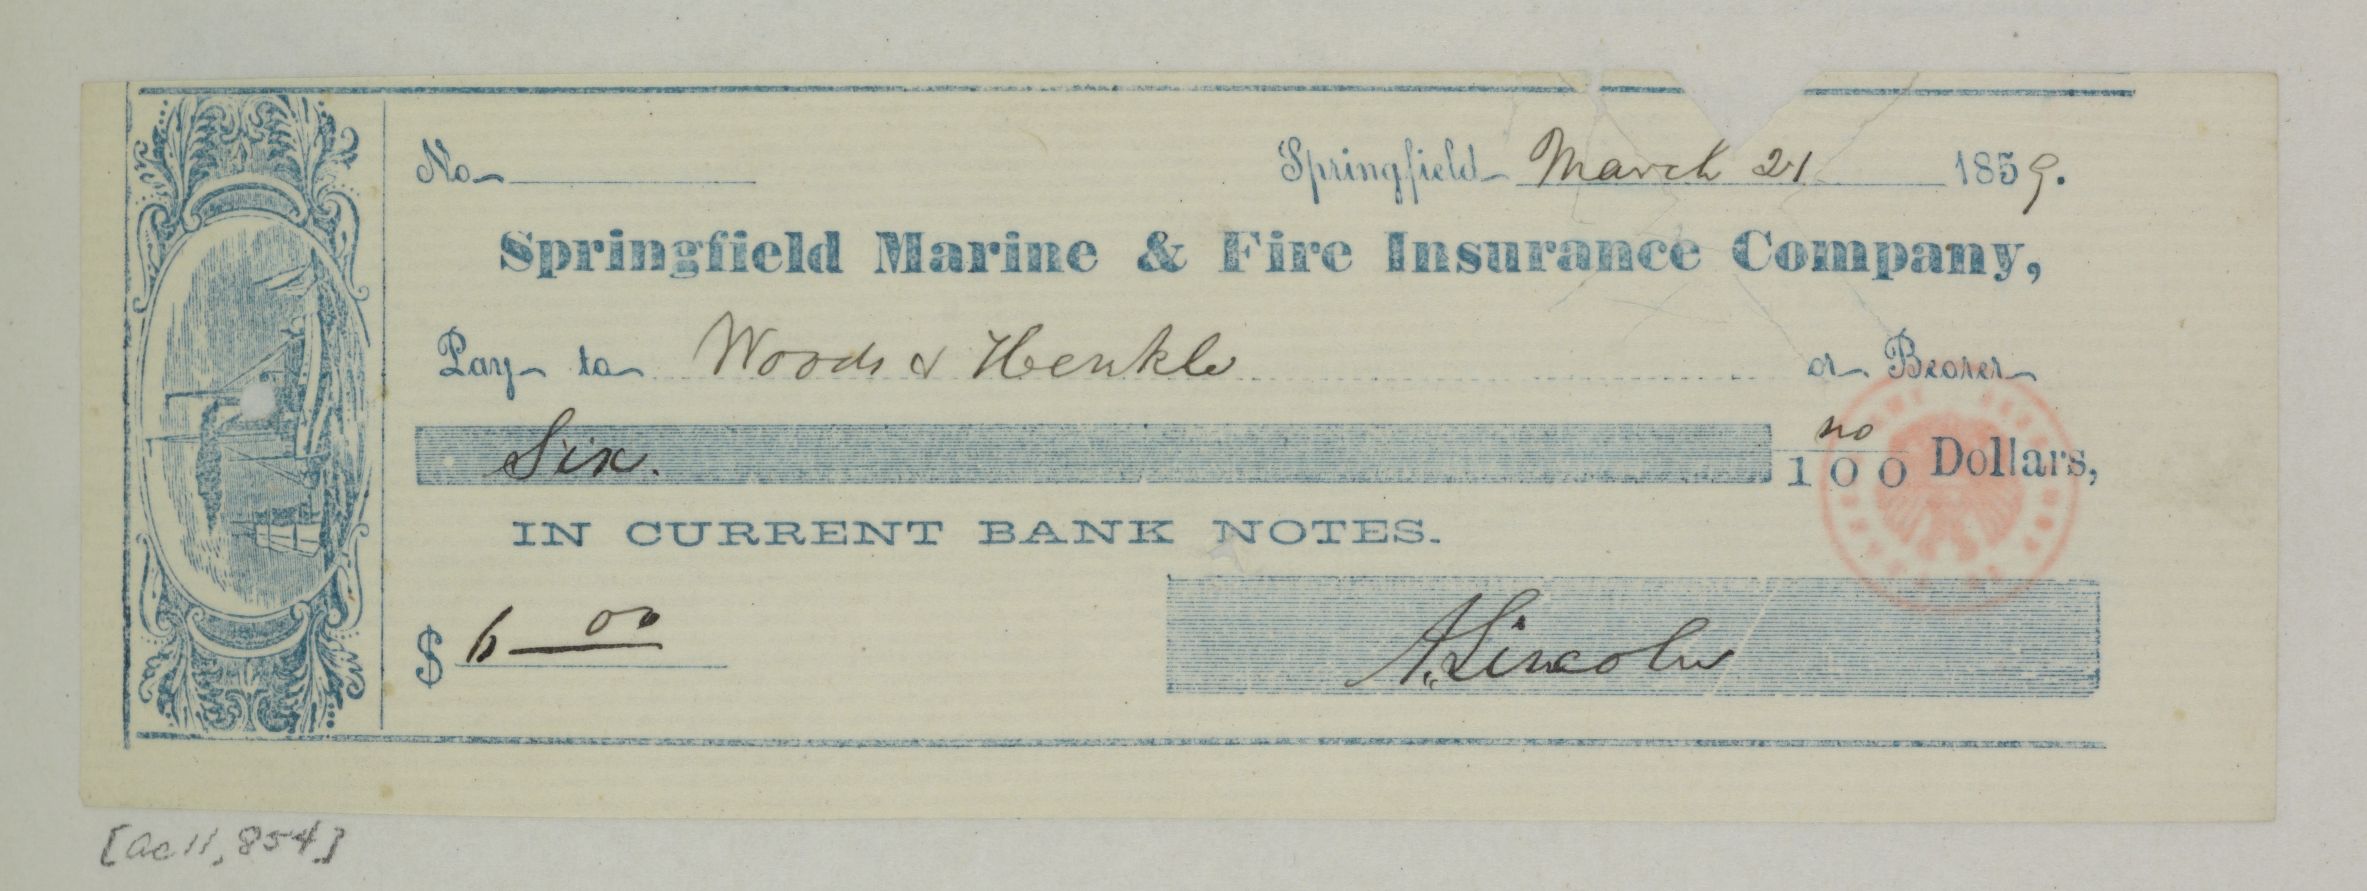 No Springfield March 21 1859.
Springfield Marine & Fire Insurance Company,
Pay to Woods & Henkle or Bearer
Six. no/100 Dollars,
IN CURRENT BANK NOTES.
$ 6 00
A. Lincoln
[ac 11,854]